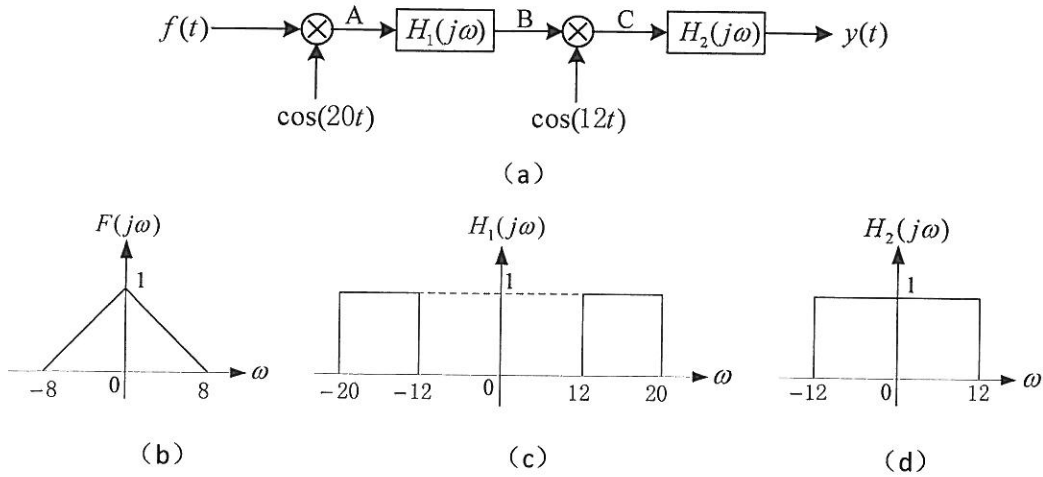 f(t) A H₁(jω) B C H₂(jω) y(t)
cos(20t) cos(12t)
（a）
F(jω) H₁(jω) H₂(jω)
1 1 1
−8 0 8 ω −20 −12 0 12 20 ω −12 0 12 ω
（b） （c） （d）